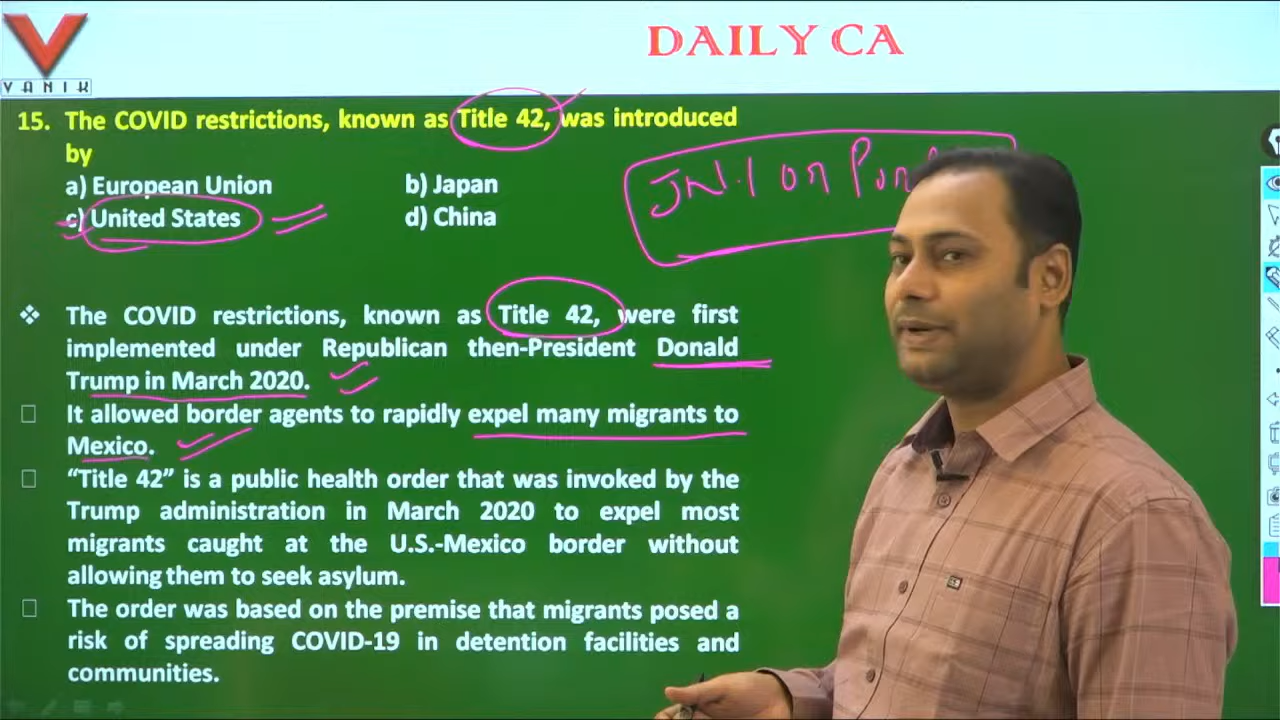 VANIK
DAILY CA
15. The COVID restrictions, known as Title 42, was introduced
by
a) European Union b) Japan
c) United States d) China
❖ The COVID restrictions, known as Title 42, were first
implemented under Republican then-President Donald
Trump in March 2020.
It allowed border agents to rapidly expel many migrants to
Mexico.
“Title 42” is a public health order that was invoked by the
Trump administration in March 2020 to expel most
migrants caught at the U.S.-Mexico border without
allowing them to seek asylum.
The order was based on the premise that migrants posed a
risk of spreading COVID-19 in detention facilities and
communities.